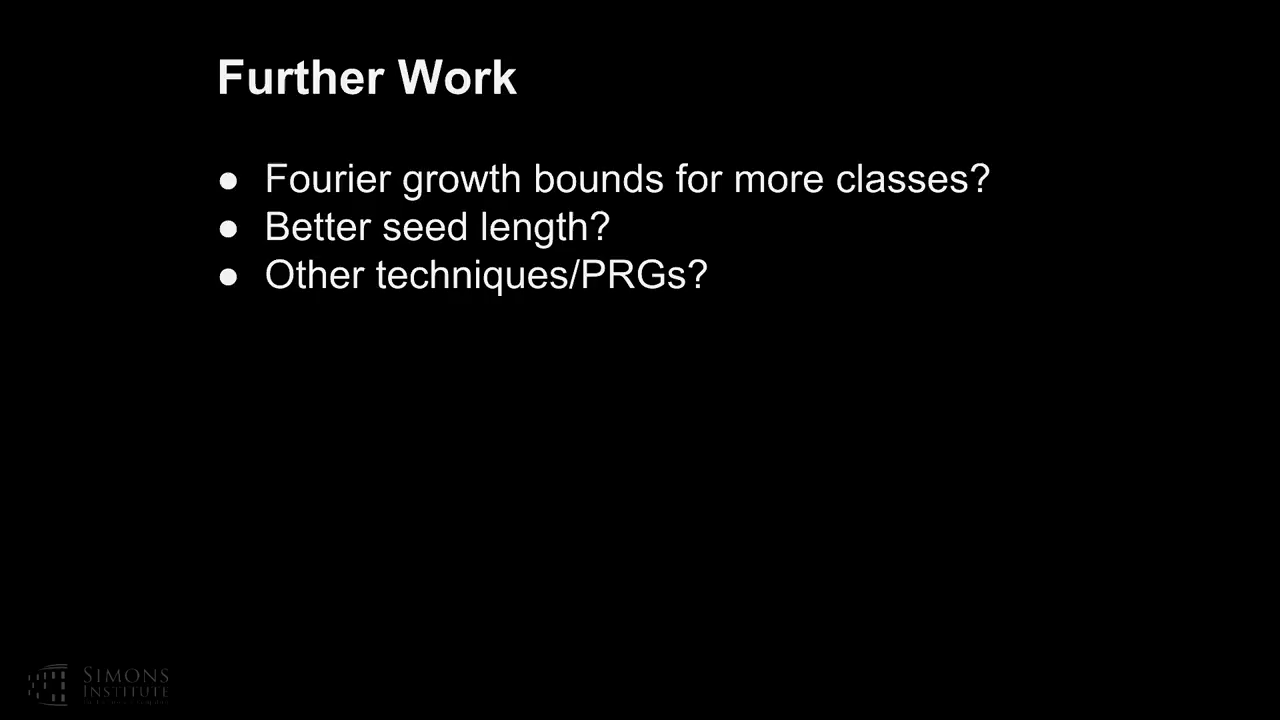 Further Work
● Fourier growth bounds for more classes?
● Better seed length?
● Other techniques/PRGs?
SIMONS
INSTITUTE